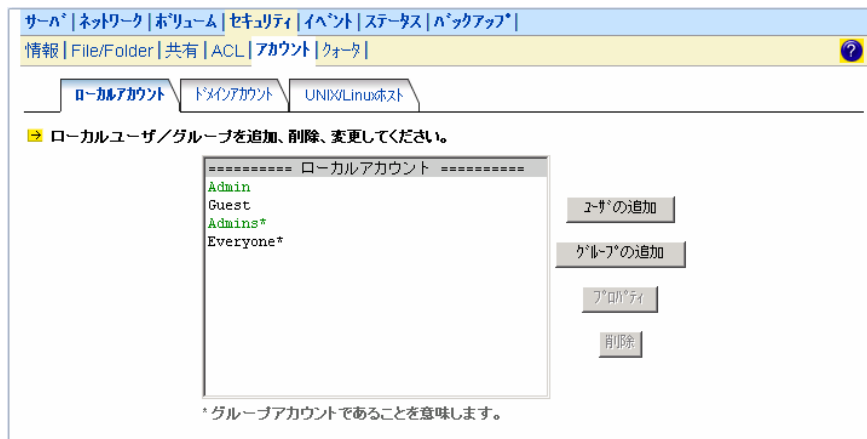 ｻｰﾊﾞ | ﾈｯﾄﾜｰｸ | ﾎﾞﾘｭｰﾑ | ｾｷｭﾘﾃｨ | ｲﾍﾞﾝﾄ | ｽﾃｰﾀｽ | ﾊﾞｯｸｱｯﾌﾟ |
情報 | File/Folder | 共有 | ACL | ｱｶｳﾝﾄ | ｸｫｰﾀ | ?
ﾛｰｶﾙｱｶｳﾝﾄ ﾄﾞﾒｲﾝｱｶｳﾝﾄ UNIX/Linuxﾎｽﾄ
ローカルユーザ／グループを追加、削除、変更してください。
========== ローカルアカウント ==========
Admin
Guest
Admins*
Everyone*
ﾕｰｻﾞの追加
ｸﾞﾙｰﾌﾟの追加
ﾌﾟﾛﾊﾟﾃｨ
削除
*グループアカウントであることを意味します。